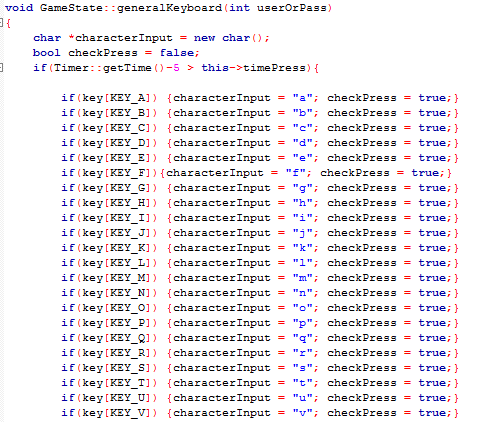 void GameState::generalKeyboard(int userOrPass)
{
char *characterInput = new char();
bool checkPress = false;
if(Timer::getTime()-5 > this->timePress){
if(key[KEY_A]) {characterInput = "a"; checkPress = true;}
if(key[KEY_B]) {characterInput = "b"; checkPress = true;}
if(key[KEY_C]) {characterInput = "c"; checkPress = true;}
if(key[KEY_D]) {characterInput = "d"; checkPress = true;}
if(key[KEY_E]) {characterInput = "e"; checkPress = true;}
if(key[KEY_F]){characterInput = "f"; checkPress = true;}
if(key[KEY_G]) {characterInput = "g"; checkPress = true;}
if(key[KEY_H]) {characterInput = "h"; checkPress = true;}
if(key[KEY_I]) {characterInput = "i"; checkPress = true;}
if(key[KEY_J]) {characterInput = "j"; checkPress = true;}
if(key[KEY_K]) {characterInput = "k"; checkPress = true;}
if(key[KEY_L]) {characterInput = "l"; checkPress = true;}
if(key[KEY_M]) {characterInput = "m"; checkPress = true;}
if(key[KEY_N]) {characterInput = "n"; checkPress = true;}
if(key[KEY_O]) {characterInput = "o"; checkPress = true;}
if(key[KEY_P]) {characterInput = "p"; checkPress = true;}
if(key[KEY_Q]) {characterInput = "q"; checkPress = true;}
if(key[KEY_R]) {characterInput = "r"; checkPress = true;}
if(key[KEY_S]) {characterInput = "s"; checkPress = true;}
if(key[KEY_T]) {characterInput = "t"; checkPress = true;}
if(key[KEY_U]) {characterInput = "u"; checkPress = true;}
if(key[KEY_V]) {characterInput = "v"; checkPress = true;}